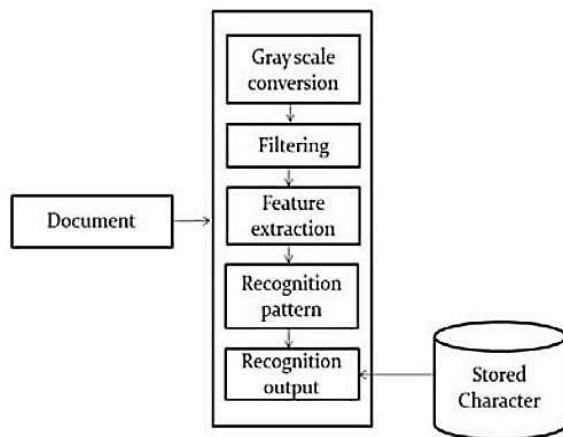 Gray scale
conversion
Filtering
Document
Feature
extraction
Recognition
pattern
Recognition
output
Stored
Character